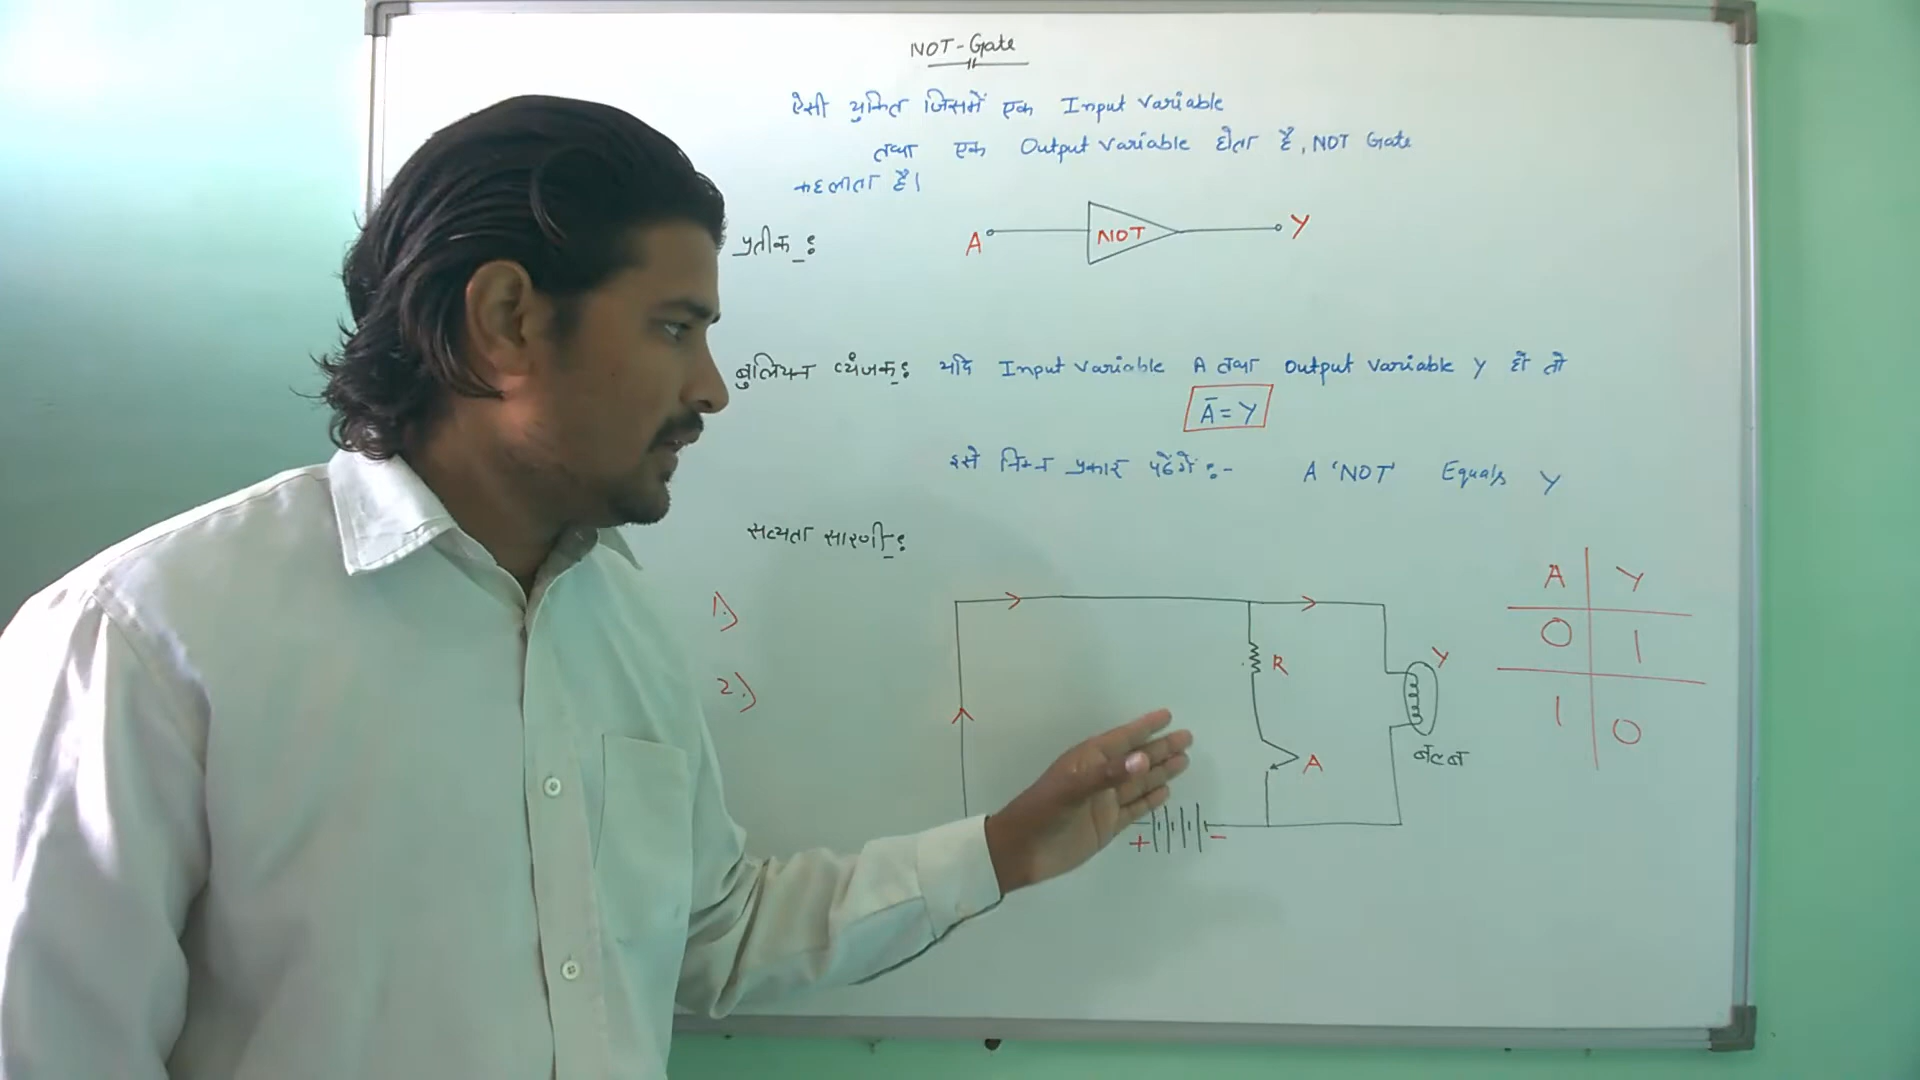 NOT-Gate
ऐसी युक्ति जिसमें एक Input Variable
तथा एक Output Variable होता है, NOT Gate
कहलाता है।
प्रतीक :
A NOT Y
बुलियन व्यंजक : यदि Input Variable A तथा Output Variable Y हो तो
Ā = Y
इसे निम्न प्रकार पढेंगें :- A 'NOT' Equals Y
सत्यता सारणी :
1.)
2.)
R
A
Y
बल्ब
+ -
A Y
0 1
1 0